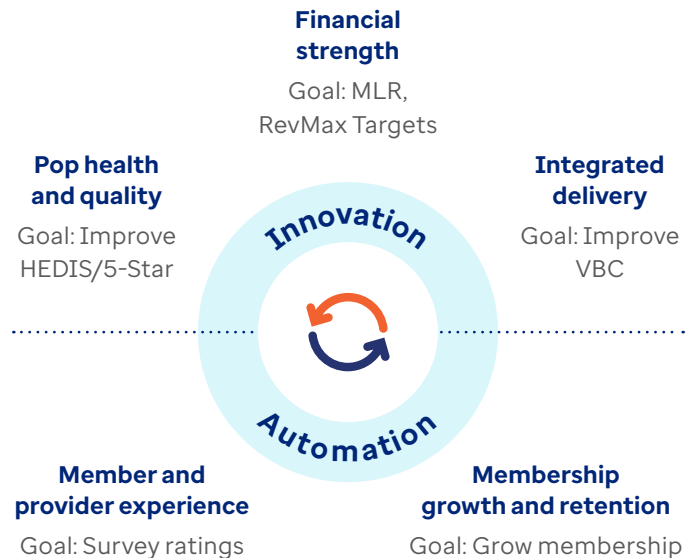 Financial
strength
Goal: MLR,
RevMax Targets
Pop health
and quality
Goal: Improve
HEDIS/5-Star
Integrated
delivery
Goal: Improve
VBC
Innovation
Automation
Member and
provider experience
Goal: Survey ratings
Membership
growth and retention
Goal: Grow membership